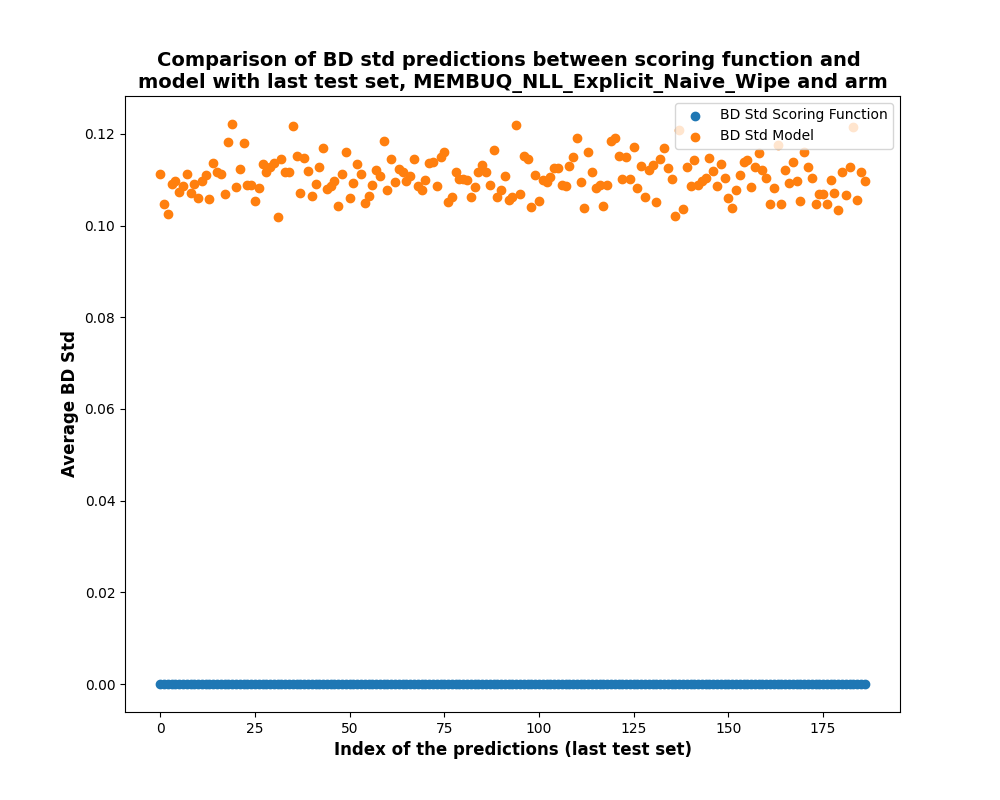 Comparison of BD std predictions between scoring function and
model with last test set, MEMBUQ_NLL_Explicit_Naive_Wipe and arm
BD Std Scoring Function
BD Std Model
0.12
0.10
0.08
0.06
0.04
0.02
0.00
Average BD Std
0 25 50 75 100 125 150 175
Index of the predictions (last test set)